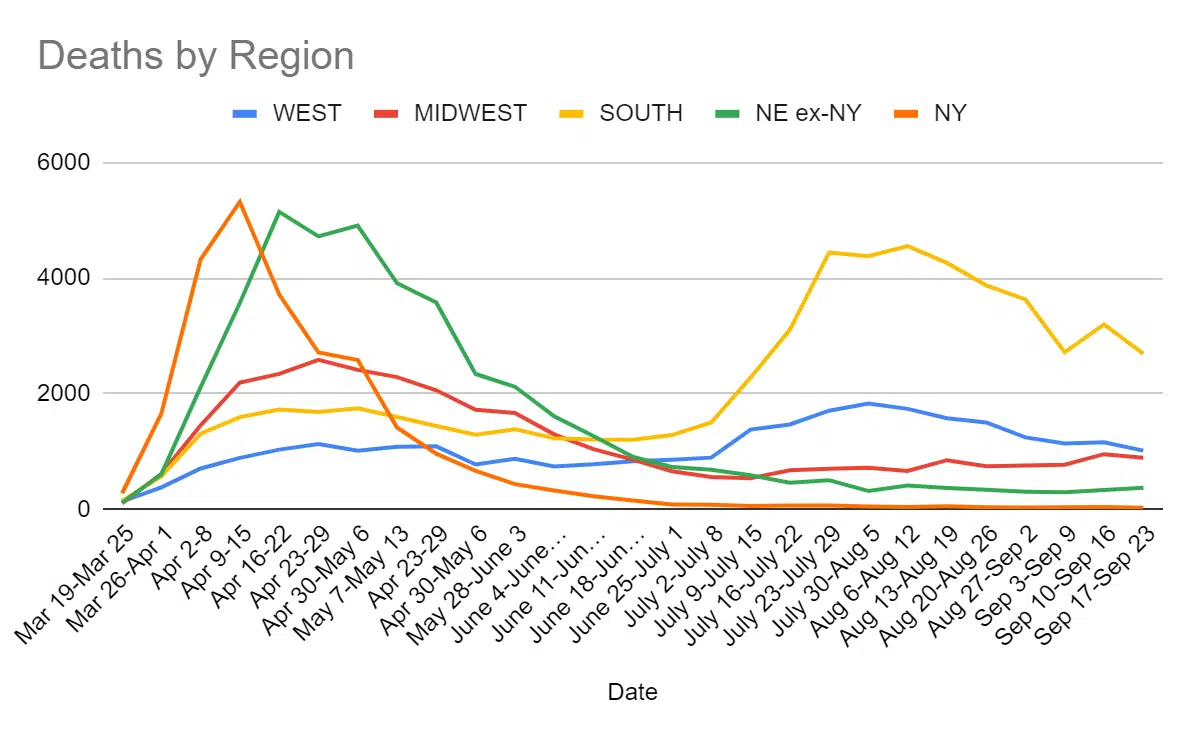 Deaths by Region
WEST MIDWEST SOUTH NE ex-NY NY
6000
4000
2000
0
Mar 19-Mar 25
Mar 26-Apr 1
Apr 2-8
Apr 9-15
Apr 16-22
Apr 23-29
Apr 30-May 6
May 7-May 13
Apr 23-29
Apr 30-May 6
May 28-June 3
June 4-June…
June 11-Jun…
June 18-Jun…
June 25-July 1
July 2-July 8
July 9-July 15
July 16-July 22
July 23-July 29
July 30-Aug 5
Aug 6-Aug 12
Aug 13-Aug 19
Aug 20-Aug 26
Aug 27-Sep 2
Sep 3-Sep 9
Sep 10-Sep 16
Sep 17-Sep 23
Date